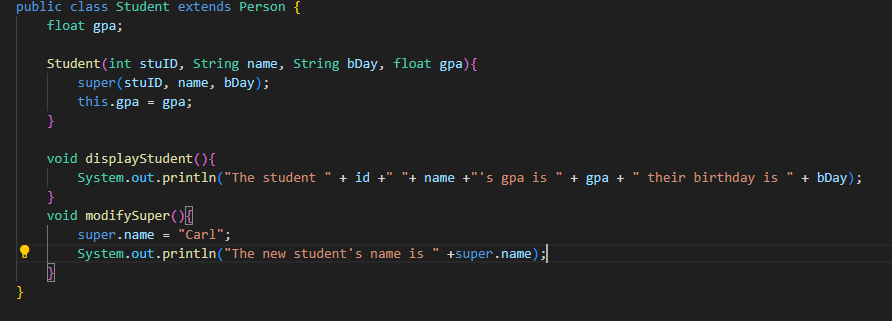 public class Student extends Person {
    float gpa;
    Student(int stuID, String name, String bDay, float gpa){
        super(stuID, name, bDay);
        this.gpa = gpa;
    }
    void displayStudent(){
        System.out.println("The student " + id +" "+ name +"'s gpa is " + gpa + " their birthday is " + bDay);
    }
    void modifySuper(){
        super.name = "Carl";
        System.out.println("The new student's name is " +super.name);
    }
}